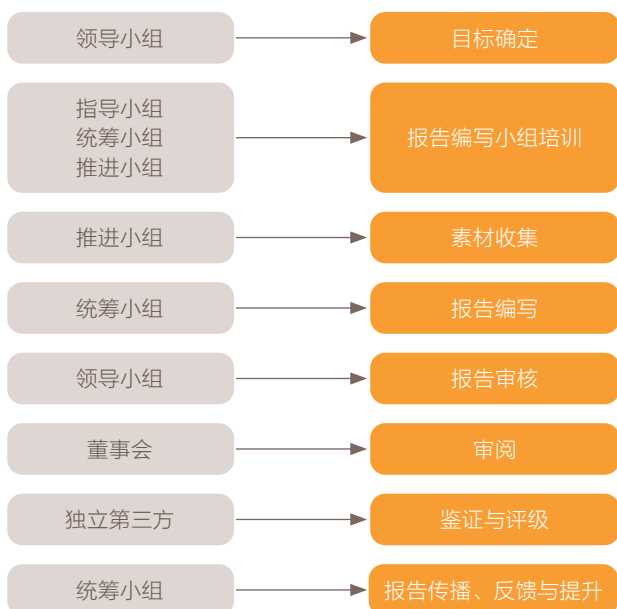 领导小组
目标确定
指导小组
统筹小组
推进小组
报告编写小组培训
推进小组
素材收集
统筹小组
报告编写
领导小组
报告审核
董事会
审阅
独立第三方
鉴证与评级
统筹小组
报告传播、反馈与提升